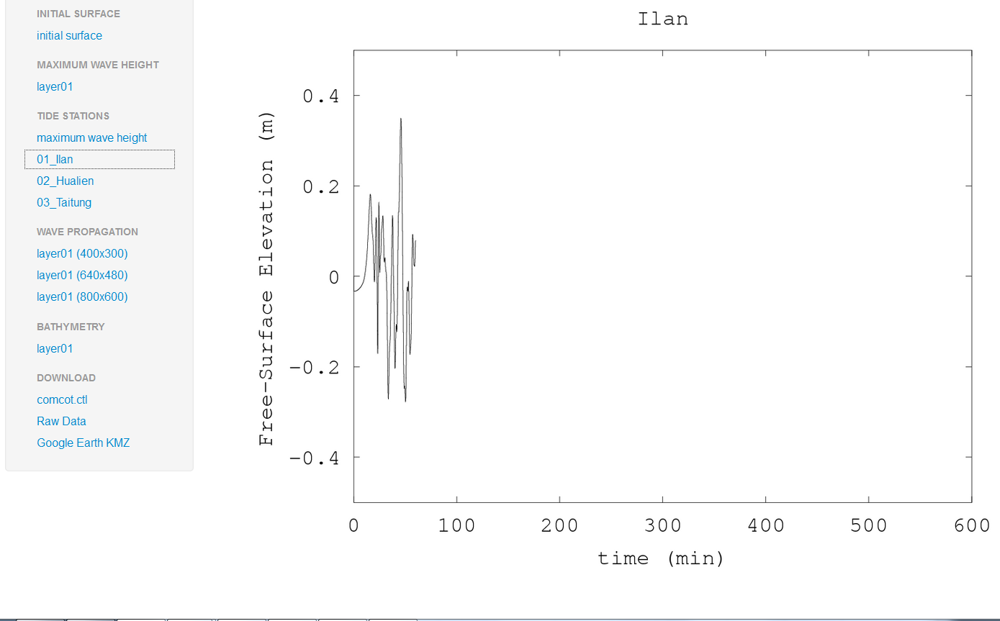 INITIAL SURFACE
initial surface
MAXIMUM WAVE HEIGHT
layer01
TIDE STATIONS
maximum wave height
01_Ilan
02_Hualien
03_Taitung
WAVE PROPAGATION
layer01 (400x300)
layer01 (640x480)
layer01 (800x600)
BATHYMETRY
layer01
DOWNLOAD
comcot.ctl
Raw Data
Google Earth KMZ
Ilan
Free-Surface Elevation (m)
0.4
0.2
0
-0.2
-0.4
0 100 200 300 400 500 600
time (min)